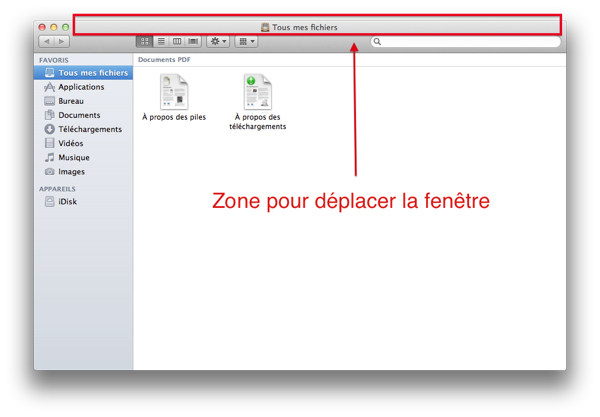 Tous mes fichiers
FAVORIS
Tous mes fichiers
Applications
Bureau
Documents
Téléchargements
Vidéos
Musique
Images
APPAREILS
iDisk
Documents PDF
À propos des piles
À propos des
téléchargements
Zone pour déplacer la fenêtre